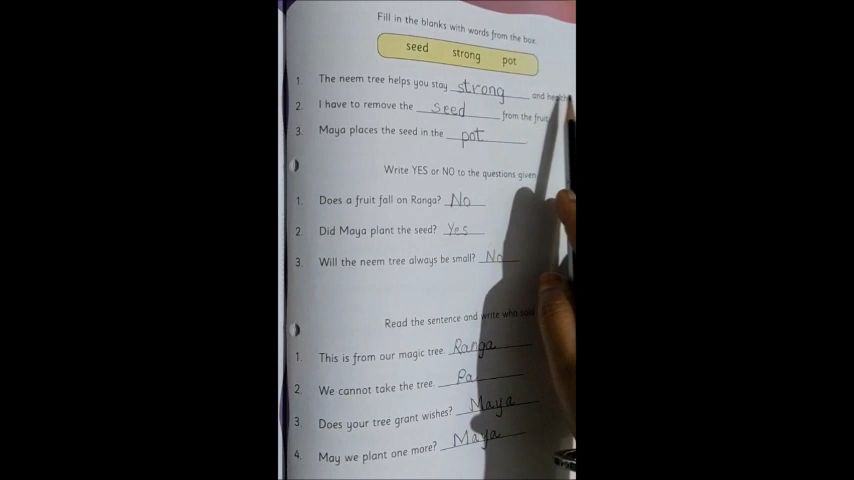 Fill in the blanks with words from the box.
seed strong pot
1. The neem tree helps you stay strong and
2. I have to remove the seed from the fruit
3. Maya places the seed in the pot
Write YES or NO to the questions given
1. Does a fruit fall on Ranga? No
2. Did Maya plant the seed? Yes
3. Will the neem tree always be small? No
Read the sentence and write who said
1. This is from our magic tree. Ranga
2. We cannot take the tree. Pa
3. Does your tree grant wishes? Maya
4. May we plant one more? Maya